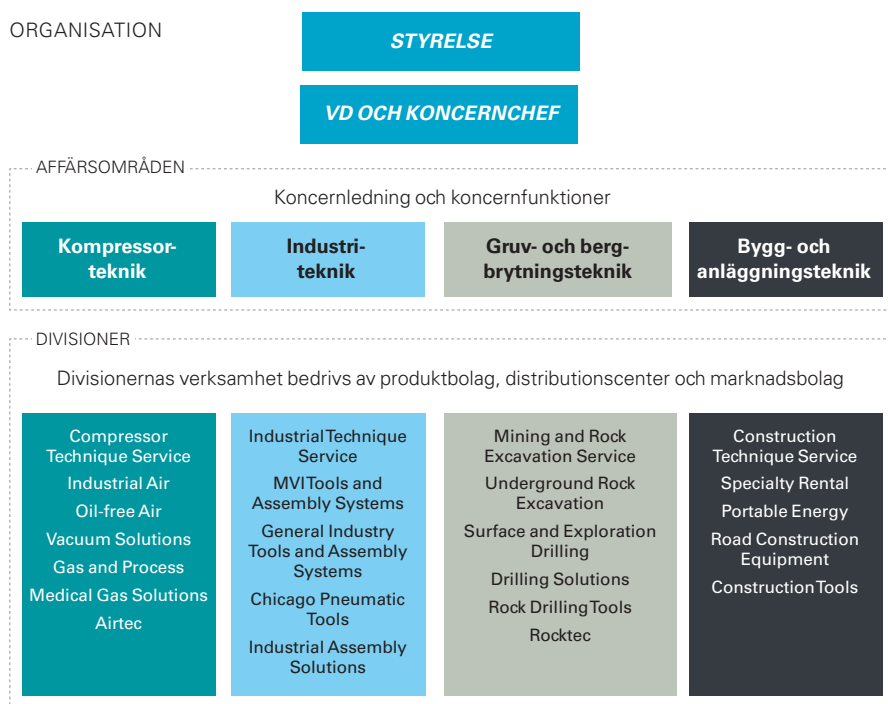 ORGANISATION
STYRELSE
VD OCH KONCERNCHEF
AFFÄRSOMRÅDEN
Koncernledning och koncernfunktioner
Kompressor-
teknik
Industri-
teknik
Gruv- och berg-
brytningsteknik
Bygg- och
anläggningsteknik
DIVISIONER
Divisionernas verksamhet bedrivs av produktbolag, distributionscenter och marknadsbolag
Compressor
Technique Service
Industrial Air
Oil-free Air
Vacuum Solutions
Gas and Process
Medical Gas Solutions
Airtec
Industrial Technique
Service
MVI Tools and
Assembly Systems
General Industry
Tools and Assembly
Systems
Chicago Pneumatic
Tools
Industrial Assembly
Solutions
Mining and Rock
Excavation Service
Underground Rock
Excavation
Surface and Exploration
Drilling
Drilling Solutions
Rock Drilling Tools
Rocktec
Construction
Technique Service
Specialty Rental
Portable Energy
Road Construction
Equipment
Construction Tools